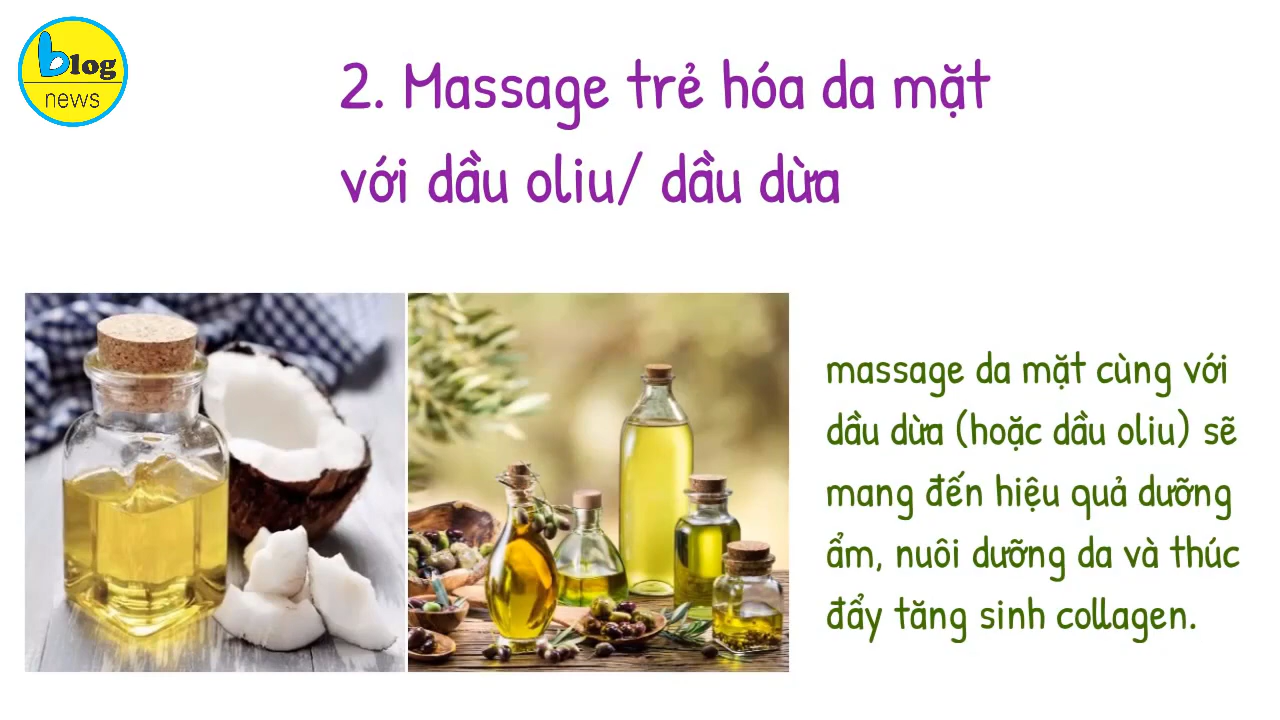 blog
news
2. Massage trẻ hóa da mặt
với dầu oliu/ dầu dừa
massage da mặt cùng với
dầu dừa (hoặc dầu oliu) sẽ
mang đến hiệu quả dưỡng
ẩm, nuôi dưỡng da và thúc
đẩy tăng sinh collagen.